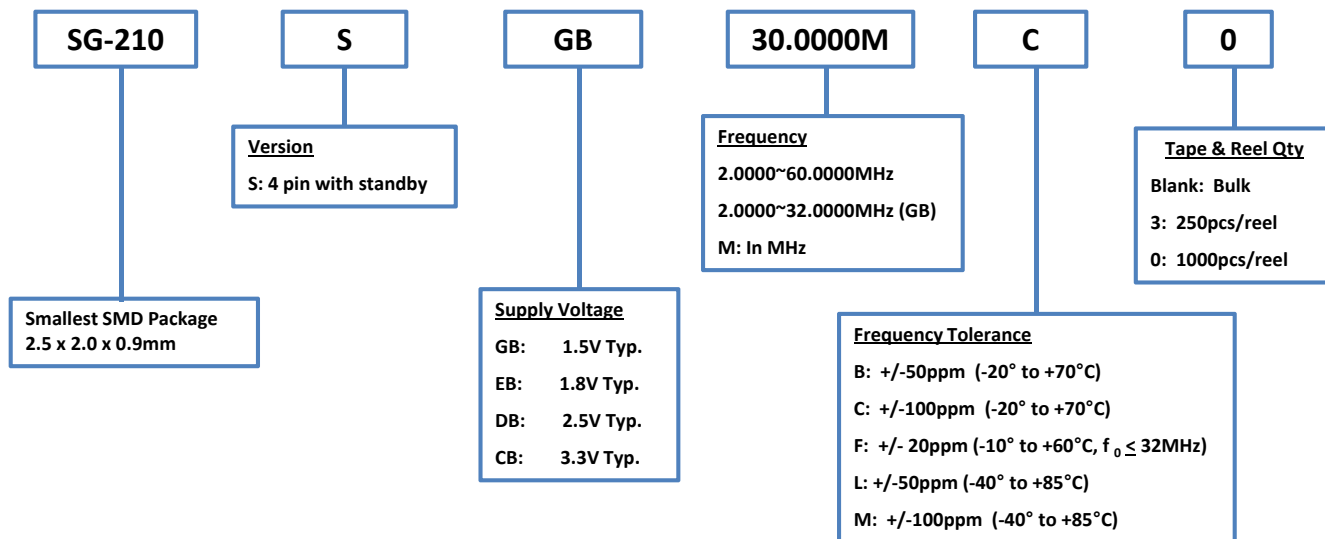 SG-210
S
GB
30.0000M
C
0
Version
S: 4 pin with standby
Frequency
2.0000~60.0000MHz
2.0000~32.0000MHz (GB)
M: In MHz
Tape & Reel Qty
Blank: Bulk
3: 250pcs/reel
0: 1000pcs/reel
Smallest SMD Package
2.5 x 2.0 x 0.9mm
Supply Voltage
GB: 1.5V Typ.
EB: 1.8V Typ.
DB: 2.5V Typ.
CB: 3.3V Typ.
Frequency Tolerance
B: +/-50ppm (-20° to +70°C)
C: +/-100ppm (-20° to +70°C)
F: +/- 20ppm (-10° to +60°C, f 0 ≤ 32MHz)
L: +/-50ppm (-40° to +85°C)
M: +/-100ppm (-40° to +85°C)